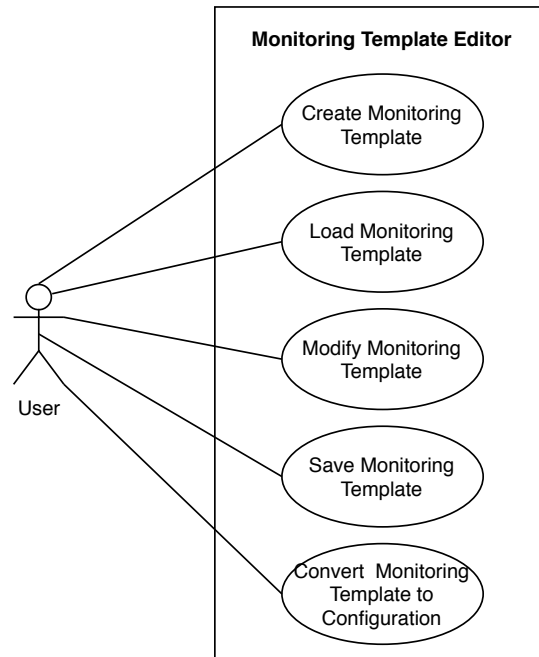 Monitoring Template Editor
Create Monitoring
Template
Load Monitoring
Template
Modify Monitoring
Template
User
Save Monitoring
Template
Convert  Monitoring
Template to
Configuration